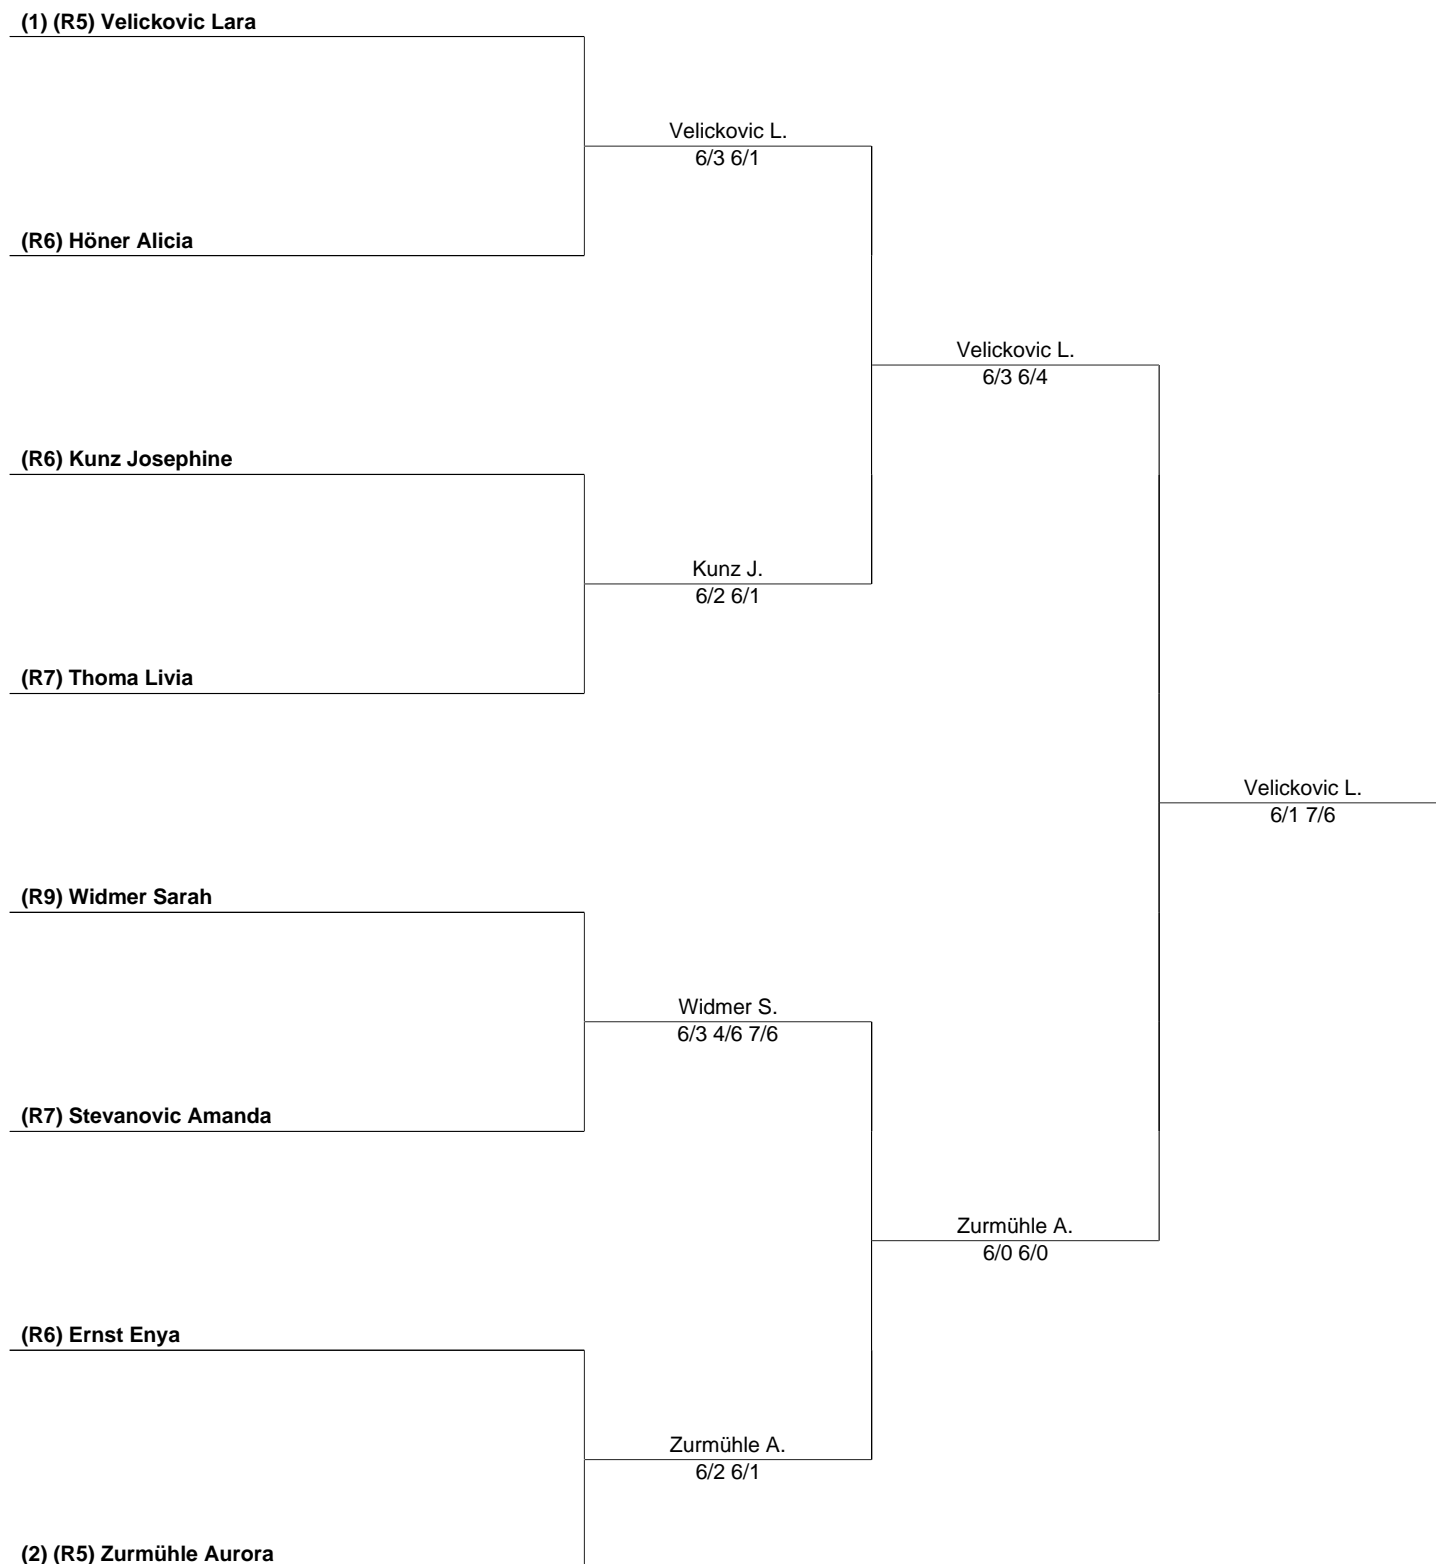 (1) (R5) Velickovic Lara
Velickovic L.
6/3 6/1
(R6) Höner Alicia
Velickovic L.
6/3 6/4
(R6) Kunz Josephine
Kunz J.
6/2 6/1
(R7) Thoma Livia
Velickovic L.
6/1 7/6
(R9) Widmer Sarah
Widmer S.
6/3 4/6 7/6
(R7) Stevanovic Amanda
Zurmühle A.
6/0 6/0
(R6) Ernst Enya
Zurmühle A.
6/2 6/1
(2) (R5) Zurmühle Aurora